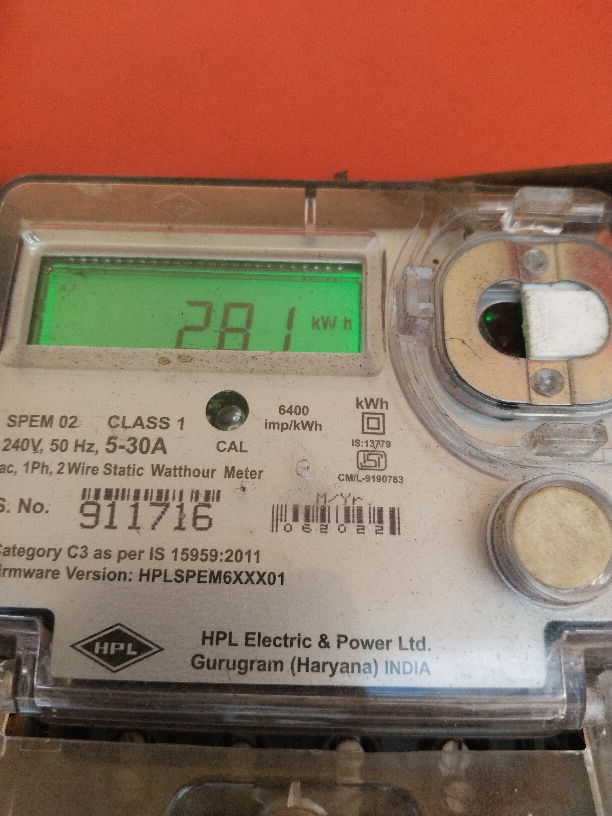 281 kWh
SPEM 02 CLASS 1
240V, 50 Hz, 5-30A
ac, 1Ph, 2 Wire Static Watthour Meter
CAL
6400
imp/kWh
kWh
IS:13779
ISI
CM/L-9190783
S. No.
911716
M/Yr
062022
Category C3 as per IS 15959:2011
Firmware Version: HPLSPEM6XXX01
HPL
HPL Electric & Power Ltd.
Gurugram (Haryana) INDIA